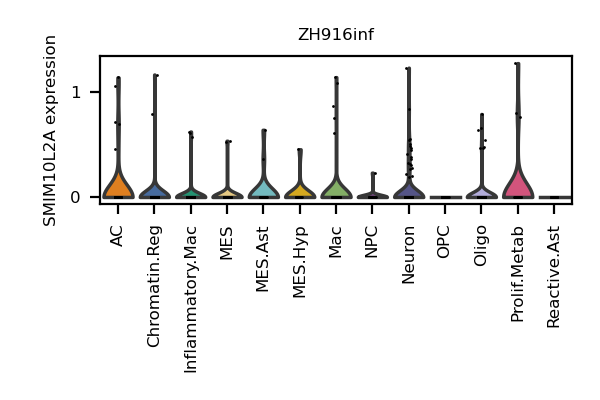 ZH916inf
SMIM10L2A expression
1
0
AC
Chromatin.Reg
Inflammatory.Mac
MES
MES.Ast
MES.Hyp
Mac
NPC
Neuron
OPC
Oligo
Prolif.Metab
Reactive.Ast